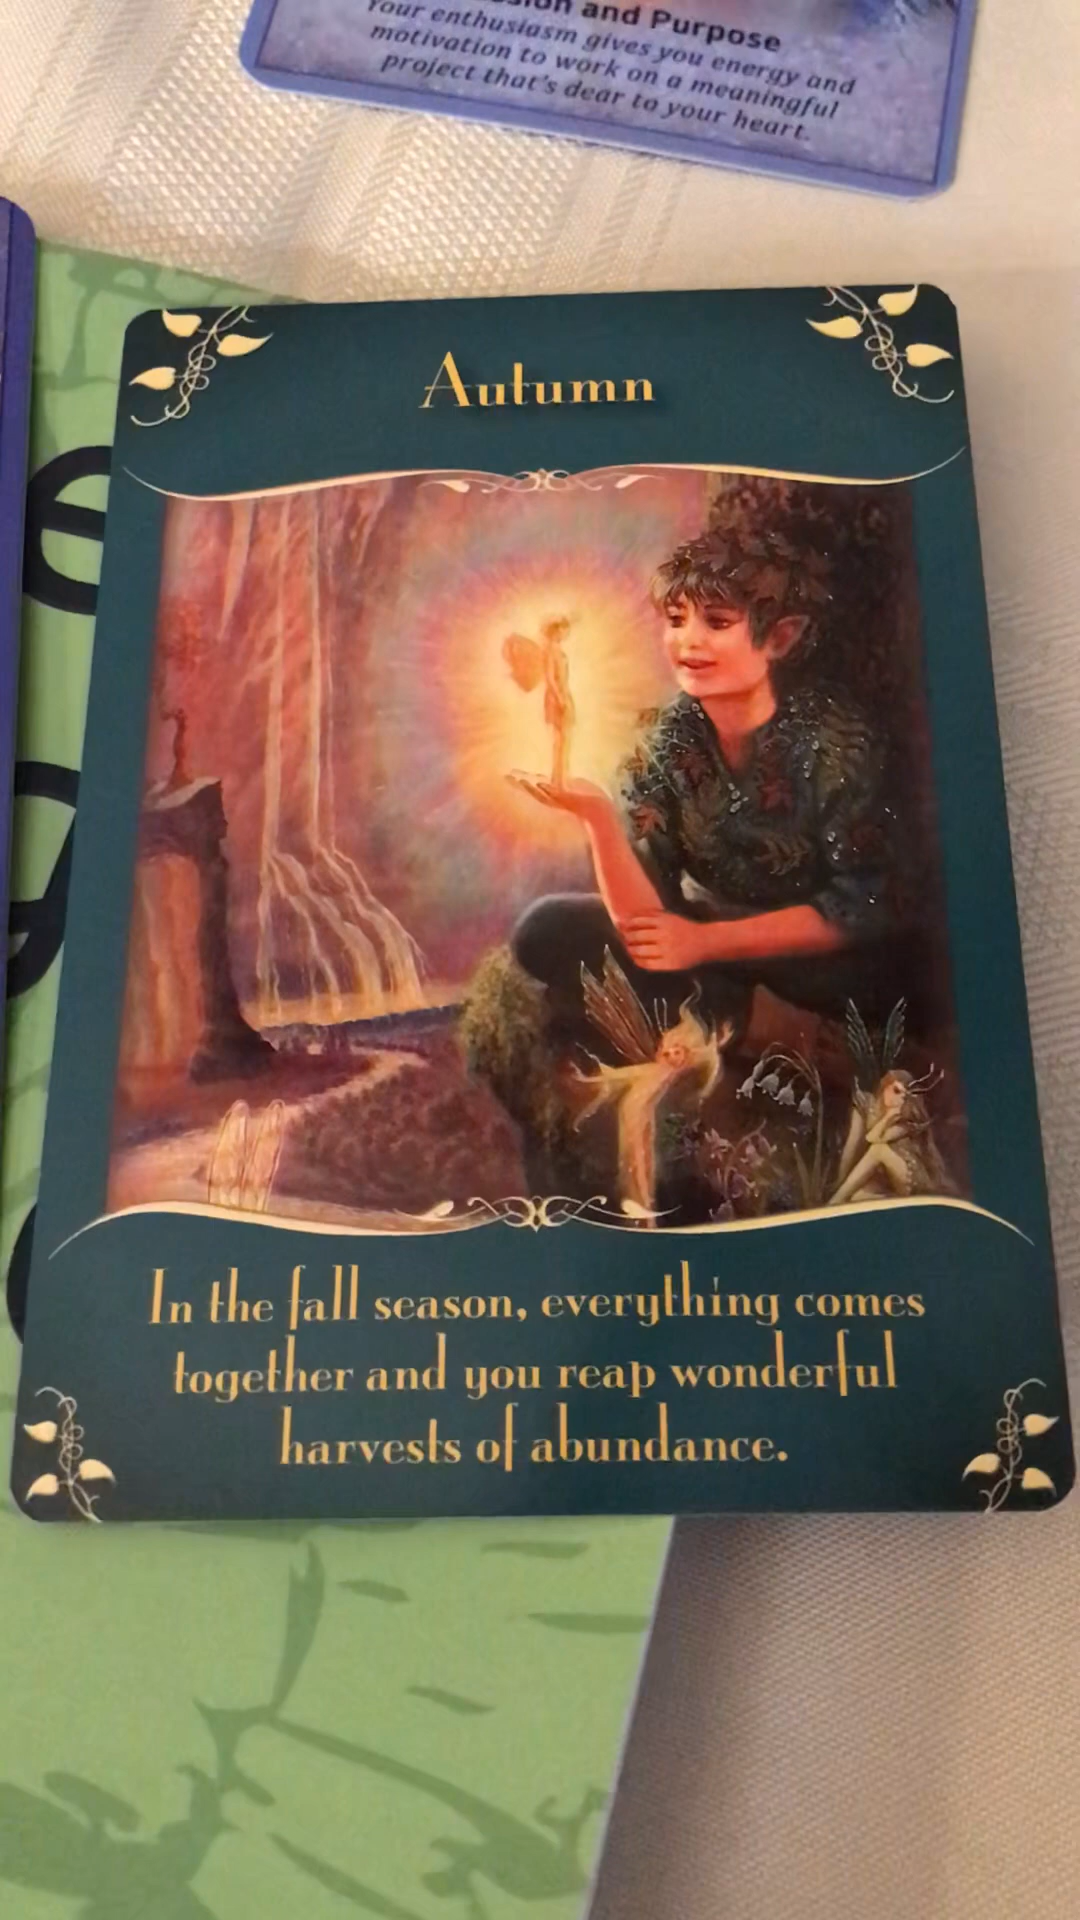 and Purpose
Your enthusiasm gives you energy and
motivation to work on a meaningful
project that's dear to your heart.
Autumn
In the fall season, everything comes
together and you reap wonderful
harvests of abundance.